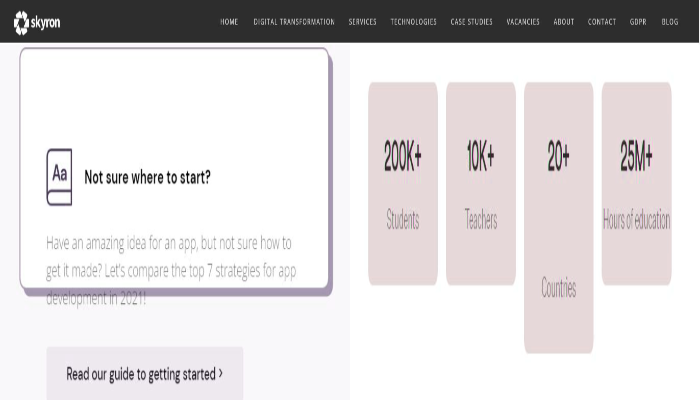 skyron
HOME DIGITAL TRANSFORMATION SERVICES TECHNOLOGIES CASE STUDIES VACANCIES ABOUT CONTACT GDPR BLOG
Aa
Not sure where to start?
Have an amazing idea for an app, but not sure how to
get it made? Let's compare the top 7 strategies for app
development in 2021!
Read our guide to getting started ›
200K+
Students
10K+
Teachers
20+
Countries
25M+
Hours of education